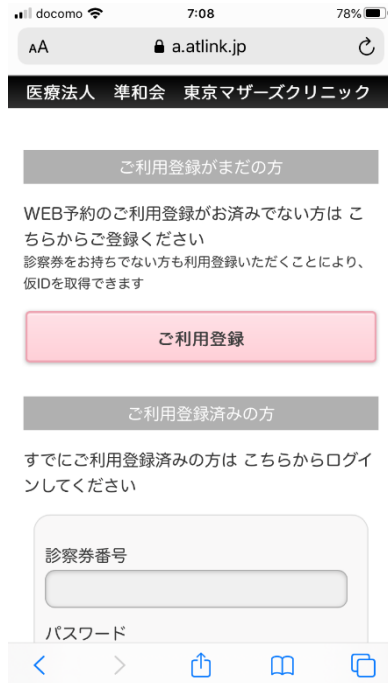 docomo 7:08 78%
AA a.atlink.jp
医療法人 準和会 東京マザーズクリニック
ご利用登録がまだの方
WEB予約のご利用登録がお済みでない方は こ
ちらからご登録ください
診察券をお持ちでない方も利用登録いただくことにより、
仮IDを取得できます
ご利用登録
ご利用登録済みの方
すでにご利用登録済みの方は こちらからログイ
ンしてください
診察券番号
パスワード